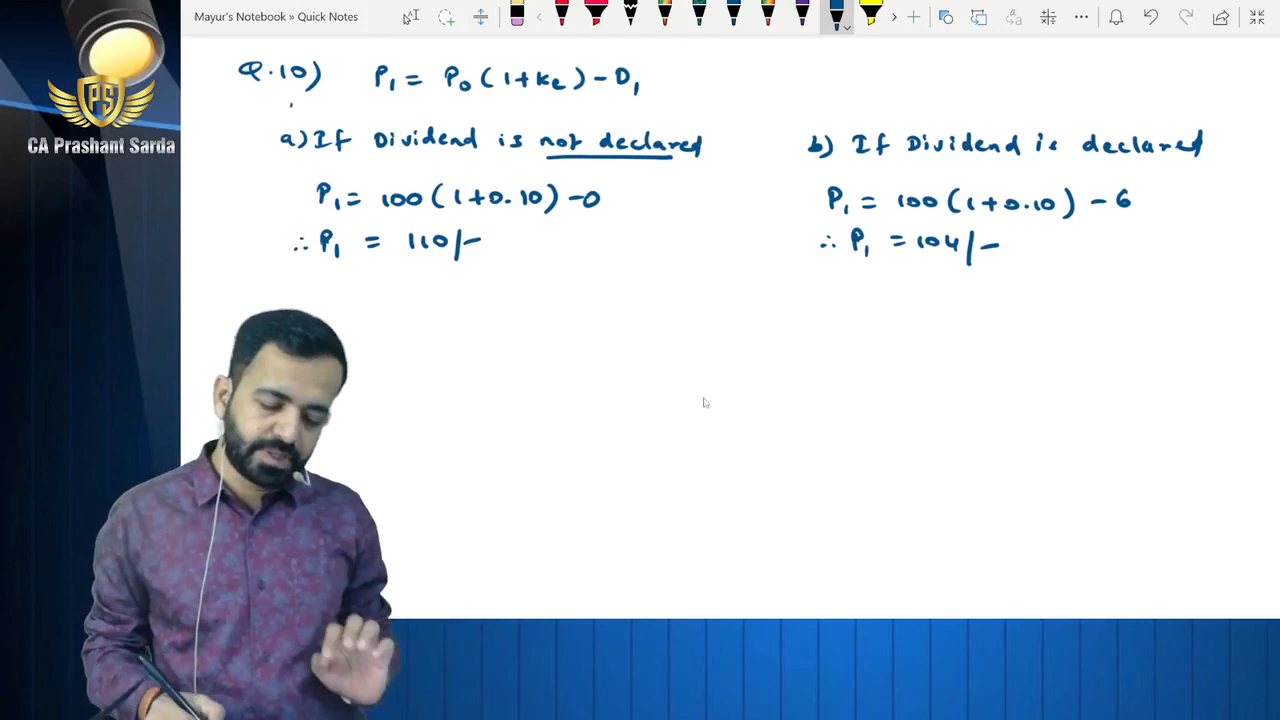 Mayur's Notebook » Quick Notes
PS
CA Prashant Sarda
Q.10) P₁ = P₀ (1+ke) - D₁
a) If Dividend is not declared
P₁ = 100 (1+0.10) - 0
∴ P₁ = 110/-
b) If Dividend is declared
P₁ = 100 (1+0.10) - 6
∴ P₁ = 104/-